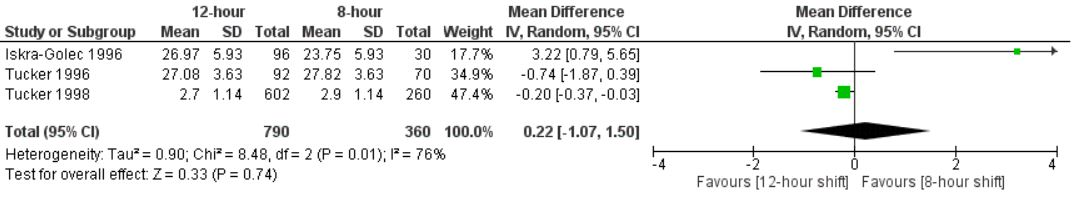 12-hour 8-hour Mean Difference Mean Difference
Study or Subgroup Mean SD Total Mean SD Total Weight IV, Random, 95% CI IV, Random, 95% CI
Iskra-Golec 1996 26.97 5.93 96 23.75 5.93 30 17.7% 3.22 [0.79, 5.65]
Tucker 1996 27.08 3.63 92 27.82 3.63 70 34.9% -0.74 [-1.87, 0.39]
Tucker 1998 2.7 1.14 602 2.9 1.14 260 47.4% -0.20 [-0.37, -0.03]
Total (95% CI) 790 360 100.0% 0.22 [-1.07, 1.50]
Heterogeneity: Tau² = 0.90; Chi² = 8.48, df = 2 (P = 0.01); I² = 76%
Test for overall effect: Z = 0.33 (P = 0.74)
-4 -2 0 2 4
Favours [12-hour shift] Favours [8-hour shift]